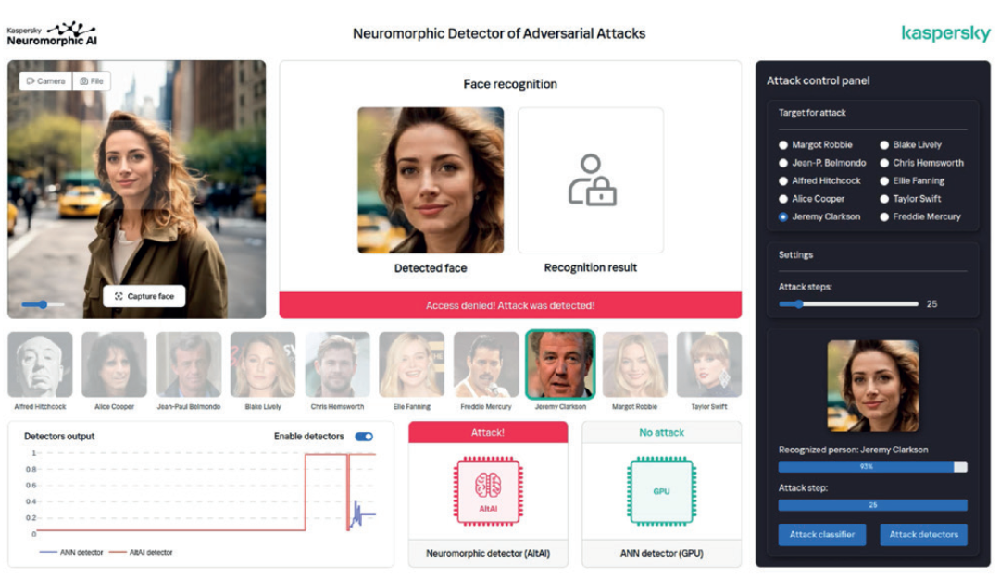 Kaspersky
Neuromorphic AI
Neuromorphic Detector of Adversarial Attacks
kaspersky
Camera
File
Capture face
Face recognition
Detected face
Recognition result
Access denied! Attack was detected!
Alfred Hitchcock
Alice Cooper
Jean-Paul Belmondo
Blake Lively
Chris Hemsworth
Elle Fanning
Freddie Mercury
Jeremy Clarkson
Margot Robbie
Taylor Swift
Detectors output
Enable detectors
1
0.8
0.6
0.4
0.2
0
ANN detector
AltAI detector
Attack!
AltAI
Neuromorphic detector (AltAI)
No attack
GPU
ANN detector (GPU)
Attack control panel
Target for attack
Margot Robbie
Blake Lively
Jean-P. Belmondo
Chris Hemsworth
Alfred Hitchcock
Ellie Fanning
Alice Cooper
Taylor Swift
Jeremy Clarkson
Freddie Mercury
Settings
Attack steps:
25
Recognized person: Jeremy Clarkson
93%
Attack step:
25
Attack classifier
Attack detectors